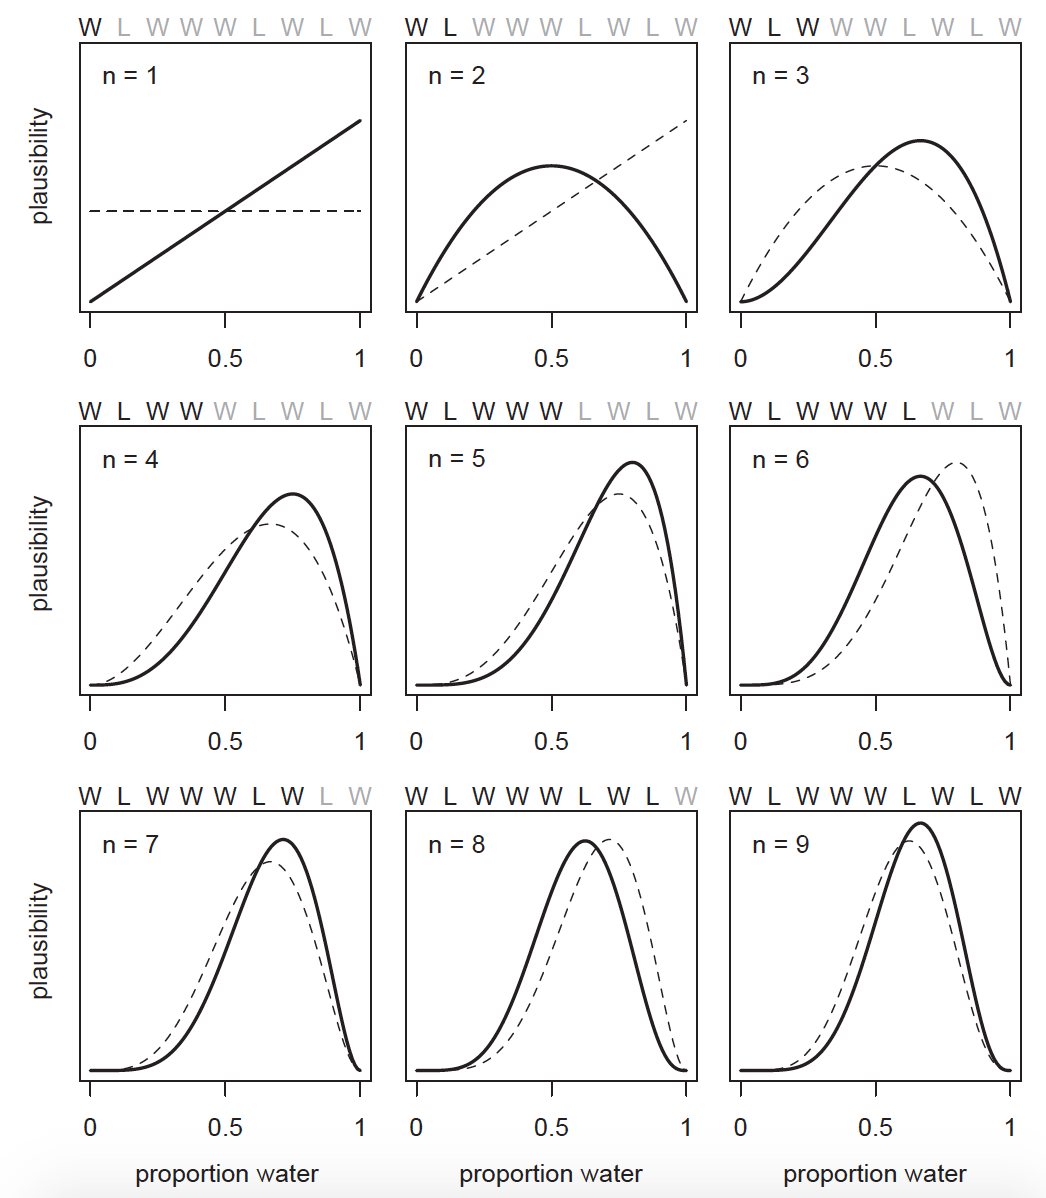 W L W W W L W L W
W L W W W L W L W
W L W W W L W L W
n = 1
n = 2
n = 3
plausibility
0 0.5 1
0 0.5 1
0 0.5 1
W L W W W L W L W
W L W W W L W L W
W L W W W L W L W
n = 4
n = 5
n = 6
plausibility
0 0.5 1
0 0.5 1
0 0.5 1
W L W W W L W L W
W L W W W L W L W
W L W W W L W L W
n = 7
n = 8
n = 9
plausibility
0 0.5 1
0 0.5 1
0 0.5 1
proportion water
proportion water
proportion water